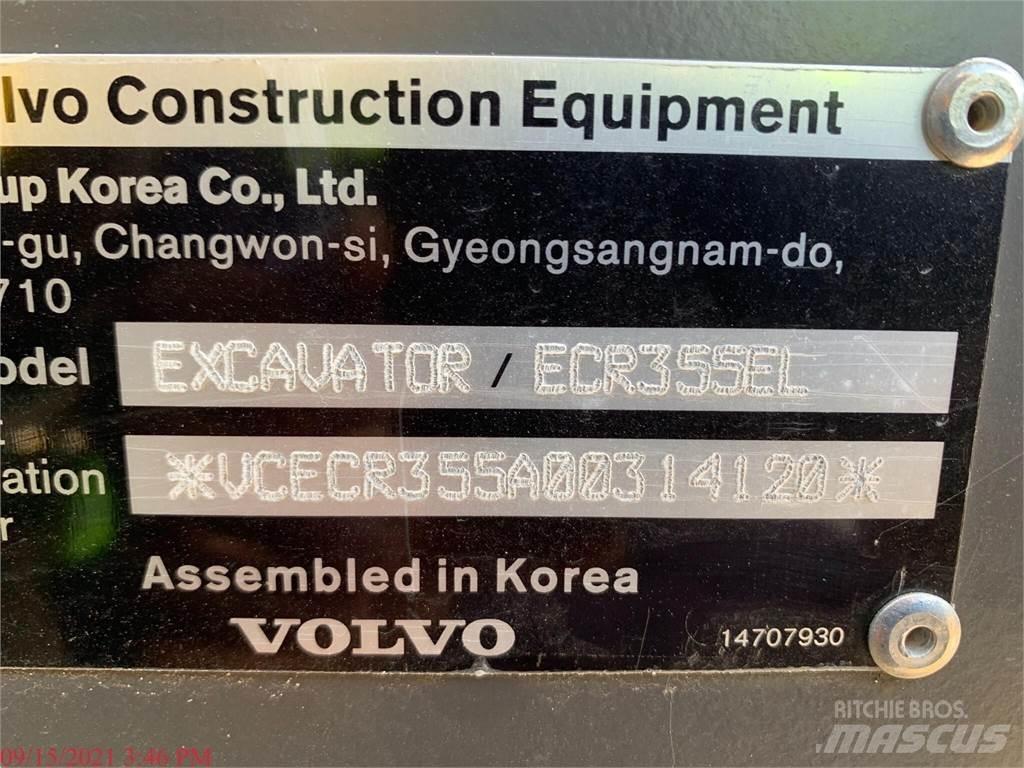 lvo Construction Equipment
up Korea Co., Ltd.
-gu, Changwon-si, Gyeongsangnam-do,
710
odel EXCAVATOR / ECR355EL
ation *VCECR355A00314120*
r
Assembled in Korea
VOLVO 14707930
RITCHIE BROS.
MASCUS
09/15/2021 3:46 PM